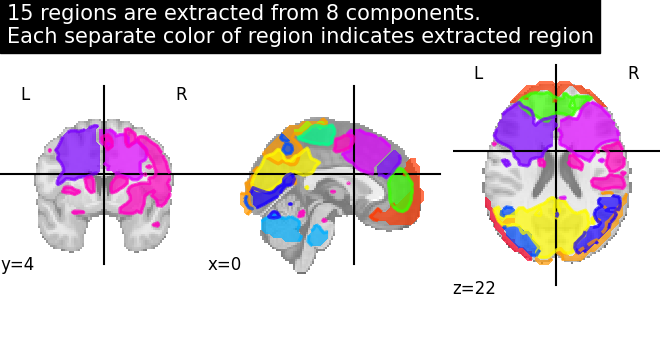 15 regions are extracted from 8 components.
Each separate color of region indicates extracted region
L R
L R
y=4
x=0
z=22